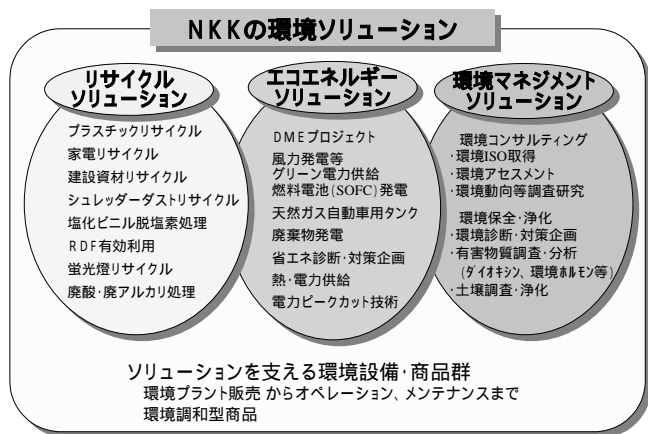 NKKの環境ソリューション
リサイクル
ソリューション
プラスチックリサイクル
家電リサイクル
建設資材リサイクル
シュレッダーダストリサイクル
塩化ビニル脱塩素処理
RDF有効利用
蛍光燈リサイクル
廃酸・廃アルカリ処理
エコエネルギー
ソリューション
DMEプロジェクト
風力発電等
グリーン電力供給
燃料電池(SOFC)発電
天然ガス自動車用タンク
廃棄物発電
省エネ診断・対策企画
熱・電力供給
電力ピークカット技術
環境マネジメント
ソリューション
環境コンサルティング
・環境ISO取得
・環境アセスメント
・環境動向等調査研究
環境保全・浄化
・環境診断・対策企画
・有害物質調査・分析
(ダイオキシン、環境ホルモン等)
・土壌調査・浄化
ソリューションを支える環境設備・商品群
環境プラント販売 からオペレーション、メンテナンスまで
環境調和型商品